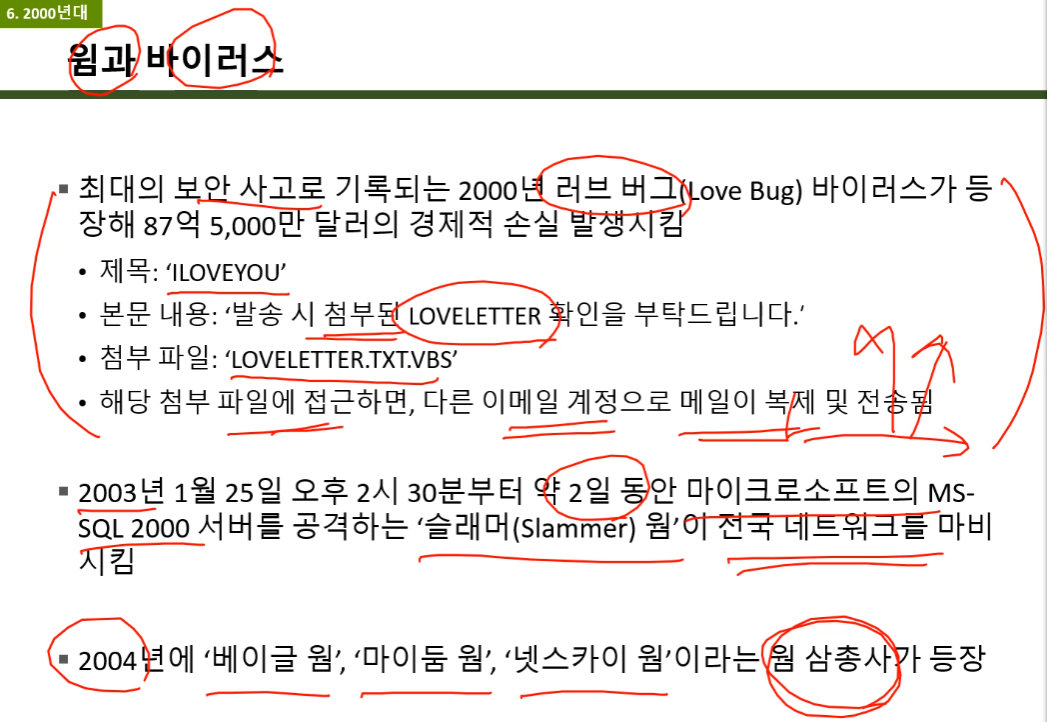 6. 2000년대
웜과 바이러스
▪ 최대의 보안 사고로 기록되는 2000년 러브 버그(Love Bug) 바이러스가 등
장해 87억 5,000만 달러의 경제적 손실 발생시킴
• 제목: ‘ILOVEYOU’
• 본문 내용: ‘발송 시 첨부된 LOVELETTER 확인을 부탁드립니다.‘
• 첨부 파일: ‘LOVELETTER.TXT.VBS’
• 해당 첨부 파일에 접근하면, 다른 이메일 계정으로 메일이 복제 및 전송됨
▪ 2003년 1월 25일 오후 2시 30분부터 약 2일 동안 마이크로소프트의 MS-
SQL 2000 서버를 공격하는 ‘슬래머(Slammer) 웜’이 전국 네트워크를 마비
시킴
▪ 2004년에 ‘베이글 웜’, ‘마이둠 웜’, ‘넷스카이 웜’이라는 웜 삼총사가 등장